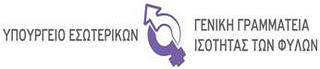 ΥΠΟΥΡΓΕΙΟ ΕΣΩΤΕΡΙΚΩΝ
ΓΕΝΙΚΗ ΓΡΑΜΜΑΤΕΙΑ
ΙΣΟΤΗΤΑΣ ΤΩΝ ΦΥΛΩΝ